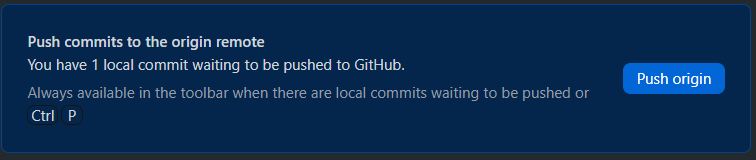 Push commits to the origin remote
You have 1 local commit waiting to be pushed to GitHub.
Always available in the toolbar when there are local commits waiting to be pushed or
Ctrl P
Push origin